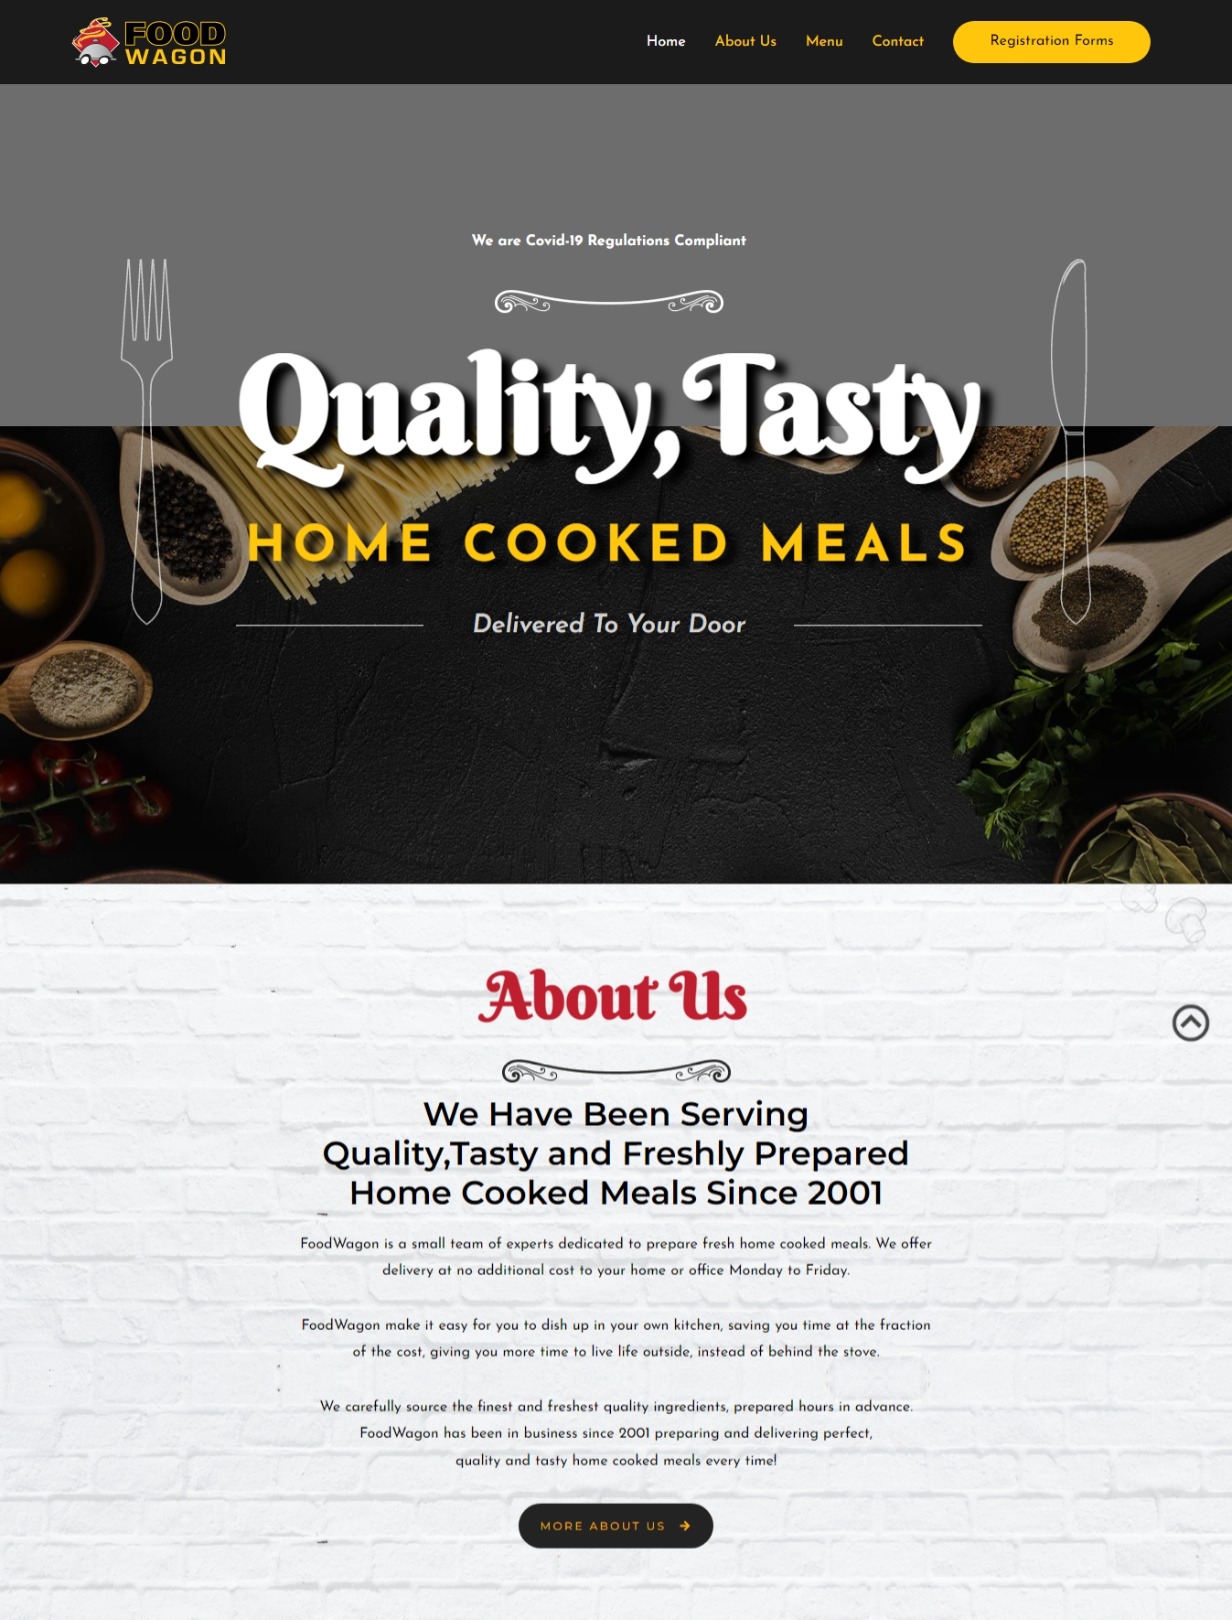 FOOD
WAGON
Home About Us Menu Contact Registration Forms
We are Covid-19 Regulations Compliant
Quality, Tasty
HOME COOKED MEALS
Delivered To Your Door
About Us
We Have Been Serving
Quality,Tasty and Freshly Prepared
Home Cooked Meals Since 2001
FoodWagon is a small team of experts dedicated to prepare fresh home cooked meals. We offer
delivery at no additional cost to your home or office Monday to Friday.
FoodWagon make it easy for you to dish up in your own kitchen, saving you time at the fraction
of the cost, giving you more time to live life outside, instead of behind the stove.
We carefully source the finest and freshest quality ingredients, prepared hours in advance.
FoodWagon has been in business since 2001 preparing and delivering perfect,
quality and tasty home cooked meals every time!
MORE ABOUT US